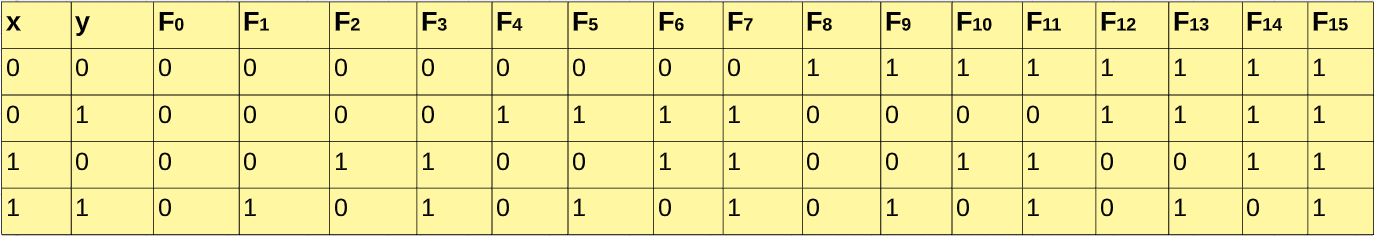 x y F0 F1 F2 F3 F4 F5 F6 F7 F8 F9 F10 F11 F12 F13 F14 F15
0 0 0 0 0 0 0 0 0 0 1 1 1 1 1 1 1 1
0 1 0 0 0 0 1 1 1 1 0 0 0 0 1 1 1 1
1 0 0 0 1 1 0 0 1 1 0 0 1 1 0 0 1 1
1 1 0 1 0 1 0 1 0 1 0 1 0 1 0 1 0 1